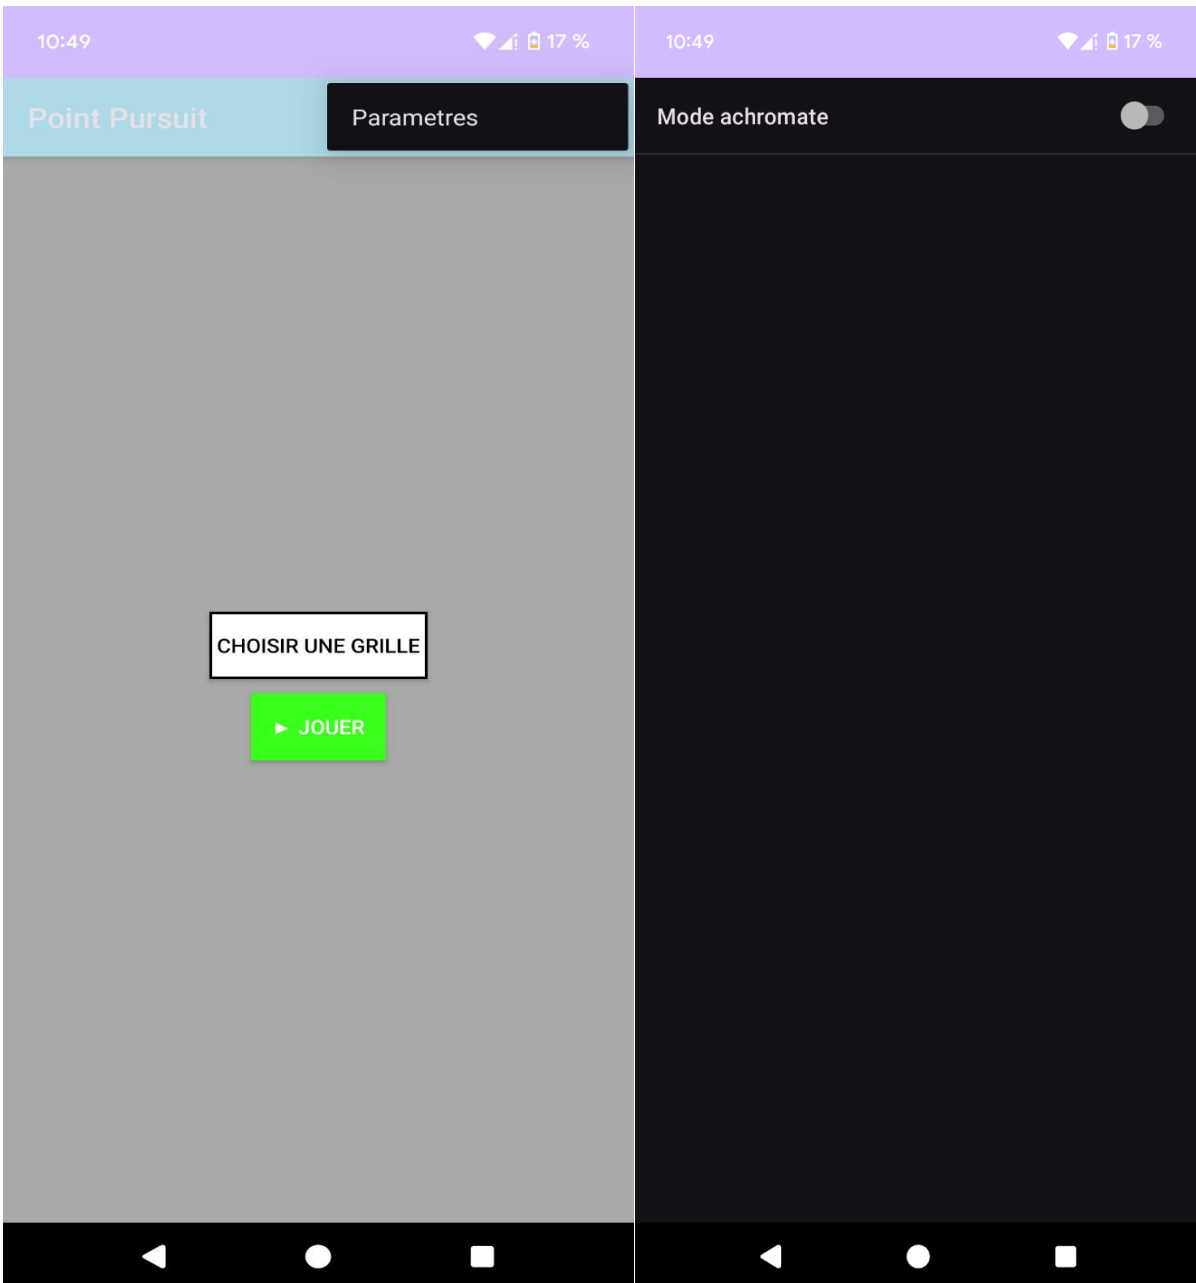 10:49 17 %
Point Pursuit
Parametres
CHOISIR UNE GRILLE
► JOUER
10:49 17 %
Mode achromate